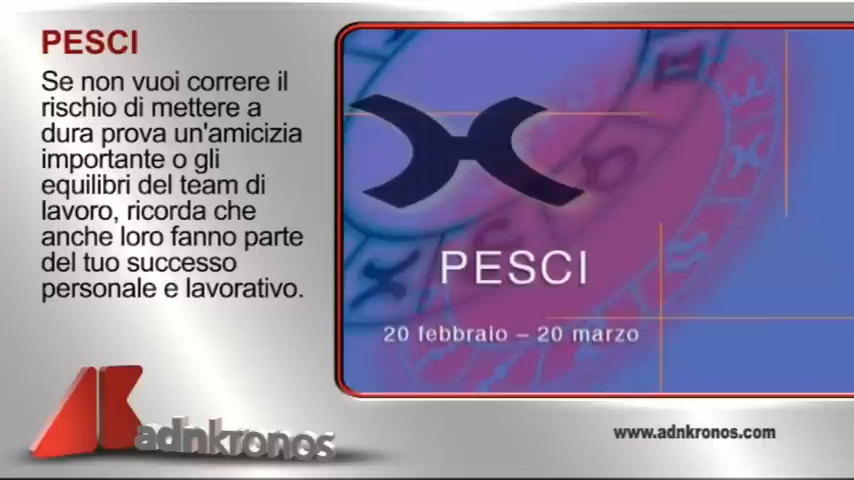 PESCI
Se non vuoi correre il
rischio di mettere a
dura prova un'amicizia
importante o gli
equilibri del team di
lavoro, ricorda che
anche loro fanno parte
del tuo successo
personale e lavorativo.
PESCI
20 febbraio – 20 marzo
adnkronos
www.adnkronos.com